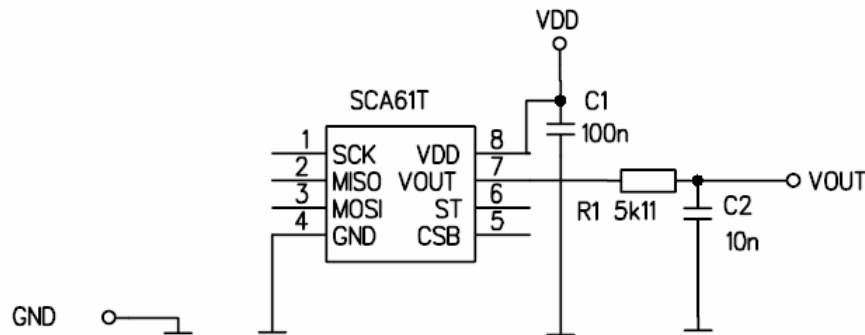 VDD
SCA61T
C1
100n
1 SCK VDD 8
2 MISO VOUT 7
3 MOSI ST 6
4 GND CSB 5
R1 5k11
C2
10n
VOUT
GND